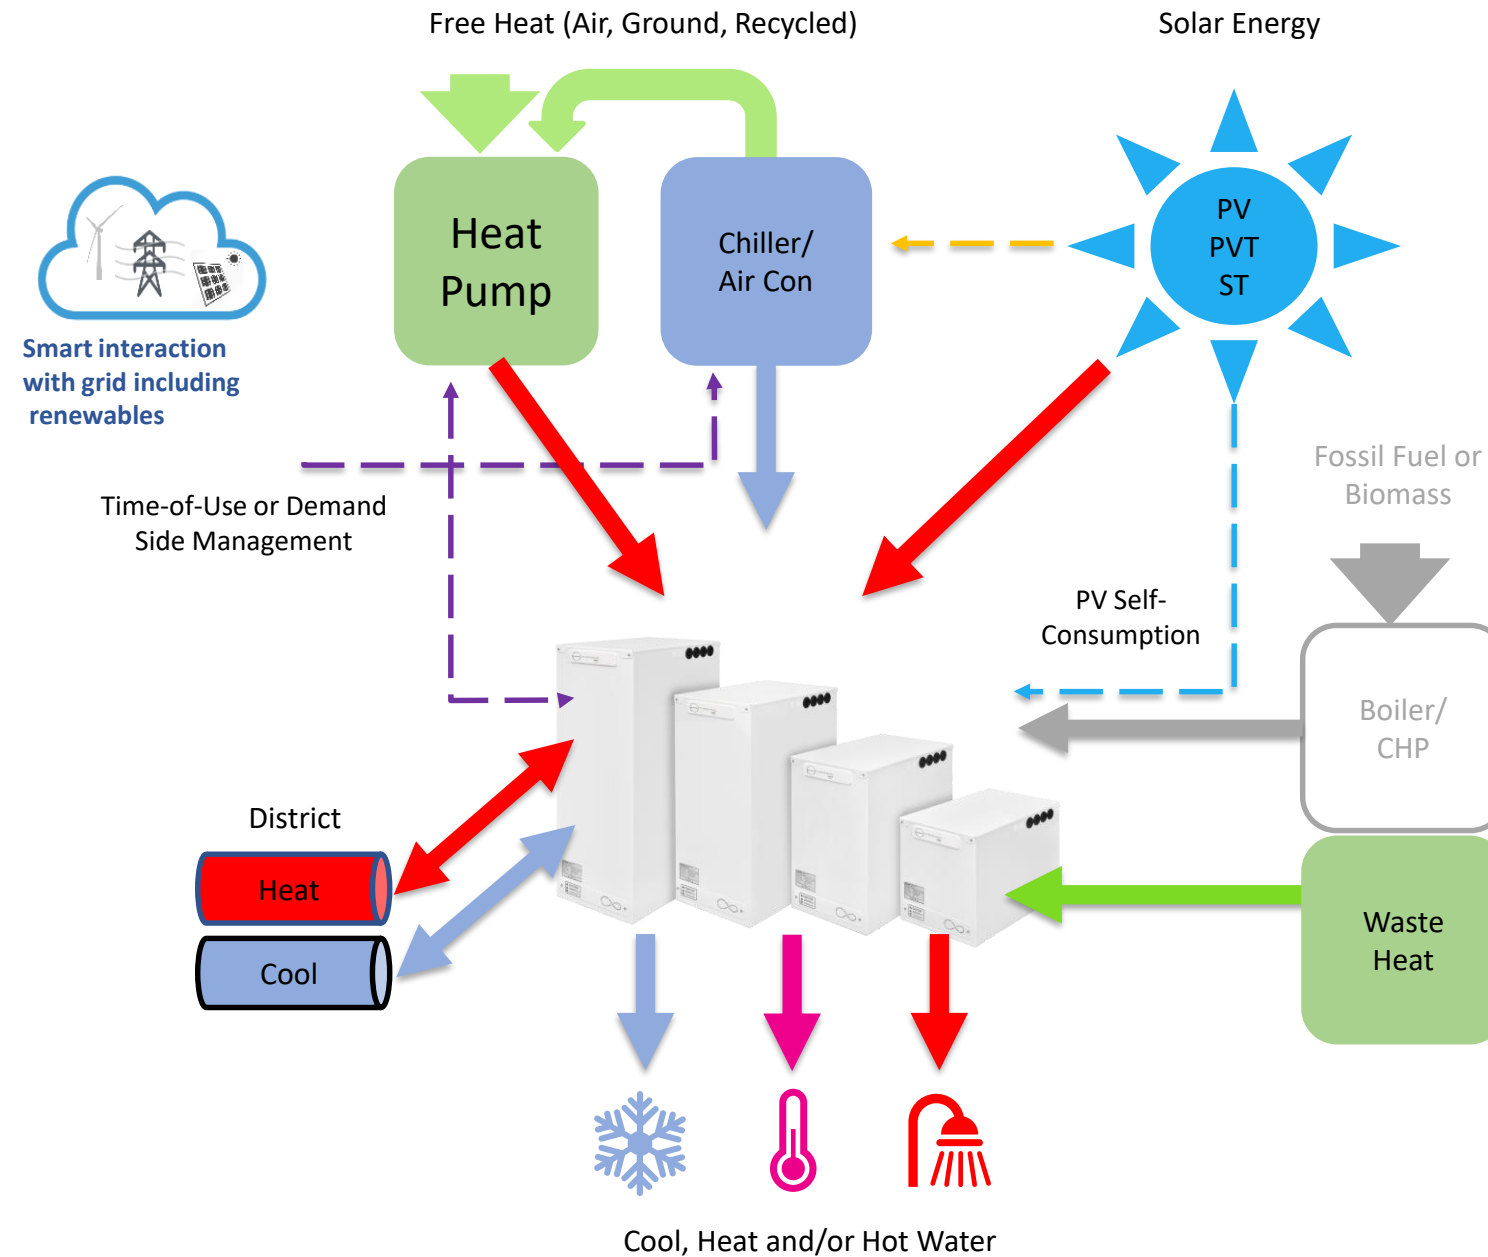 Free Heat (Air, Ground, Recycled)
Solar Energy
Heat
Pump
Chiller/
Air Con
PV
PVT
ST
Smart interaction
with grid including
renewables
Time-of-Use or Demand
Side Management
Fossil Fuel or
Biomass
PV Self-
Consumption
Boiler/
CHP
District
Heat
Cool
Waste
Heat
Cool, Heat and/or Hot Water